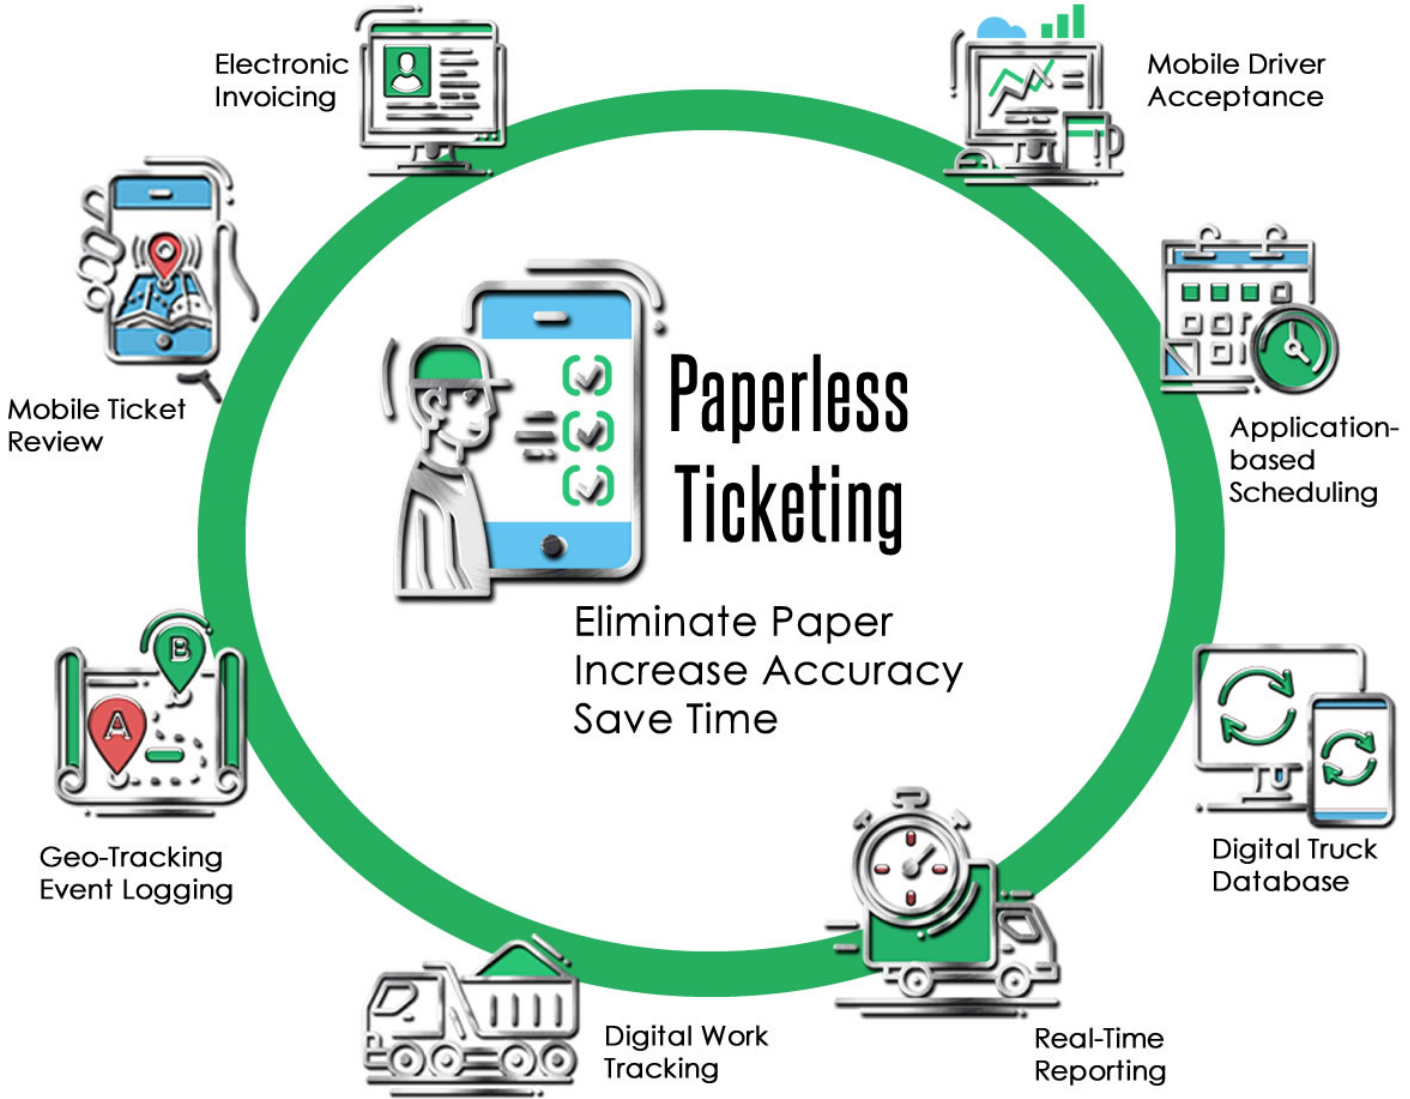 Electronic
Invoicing
Mobile Driver
Acceptance
Mobile Ticket
Review
Application-
based
Scheduling
Paperless
Ticketing
Eliminate Paper
Increase Accuracy
Save Time
B
A
Geo-Tracking
Event Logging
Digital Truck
Database
Digital Work
Tracking
Real-Time
Reporting